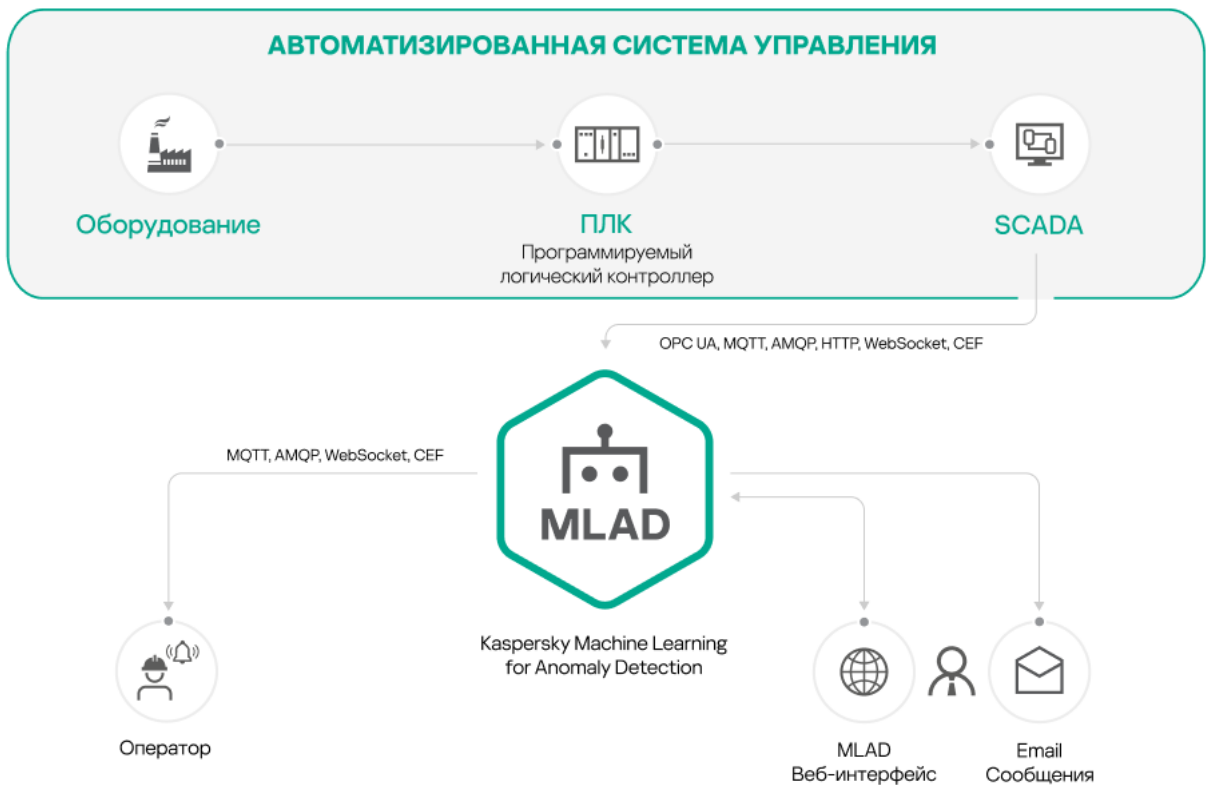 АВТОМАТИЗИРОВАННАЯ СИСТЕМА УПРАВЛЕНИЯ
Оборудование
ПЛК
Программируемый
логический контроллер
SCADA
OPC UA, MQTT, AMQP, HTTP, WebSocket, CEF
MQTT, AMQP, WebSocket, CEF
MLAD
Kaspersky Machine Learning
for Anomaly Detection
Оператор
MLAD
Веб-интерфейс
Email
Сообщения